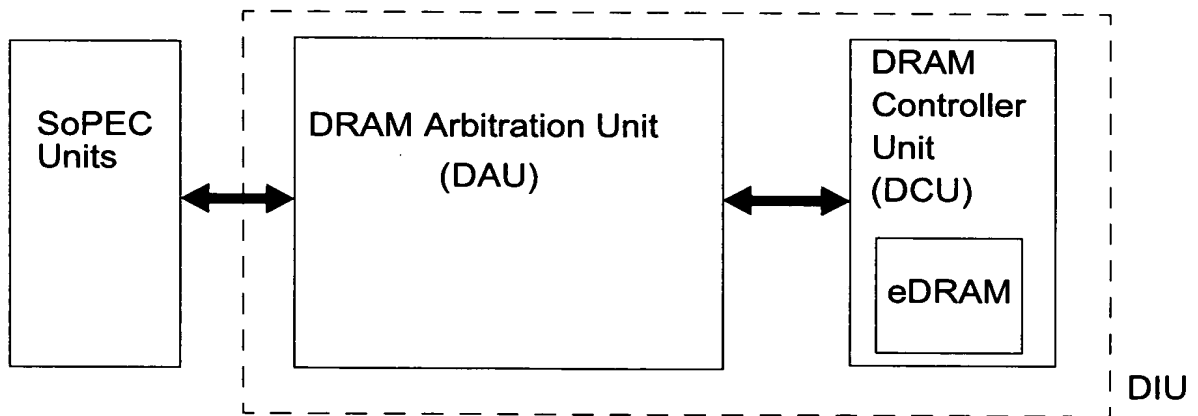 SoPEC
Units
DRAM Arbitration Unit
(DAU)
DRAM
Controller
Unit
(DCU)
eDRAM
DIU